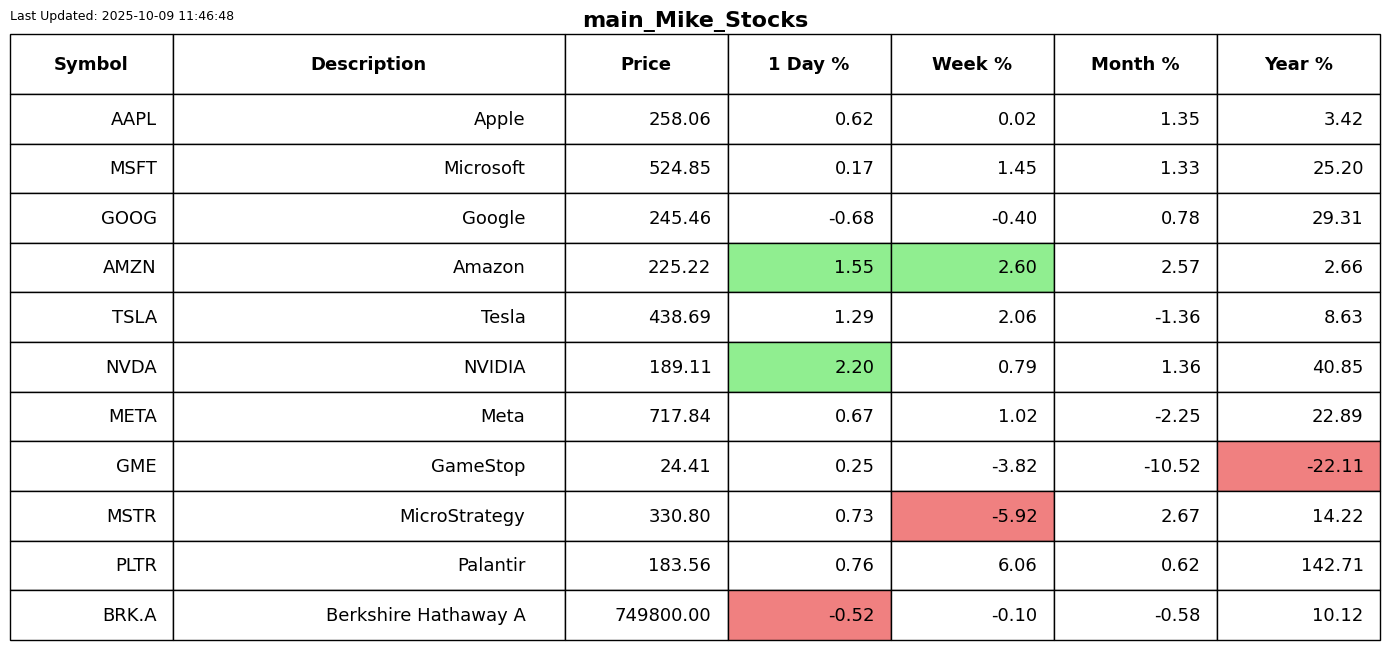 Last Updated: 2025-10-09 11:46:48
main_Mike_Stocks
Symbol Description Price 1 Day % Week % Month % Year %
AAPL Apple 258.06 0.62 0.02 1.35 3.42
MSFT Microsoft 524.85 0.17 1.45 1.33 25.20
GOOG Google 245.46 -0.68 -0.40 0.78 29.31
AMZN Amazon 225.22 1.55 2.60 2.57 2.66
TSLA Tesla 438.69 1.29 2.06 -1.36 8.63
NVDA NVIDIA 189.11 2.20 0.79 1.36 40.85
META Meta 717.84 0.67 1.02 -2.25 22.89
GME GameStop 24.41 0.25 -3.82 -10.52 -22.11
MSTR MicroStrategy 330.80 0.73 -5.92 2.67 14.22
PLTR Palantir 183.56 0.76 6.06 0.62 142.71
BRK.A Berkshire Hathaway A 749800.00 -0.52 -0.10 -0.58 10.12